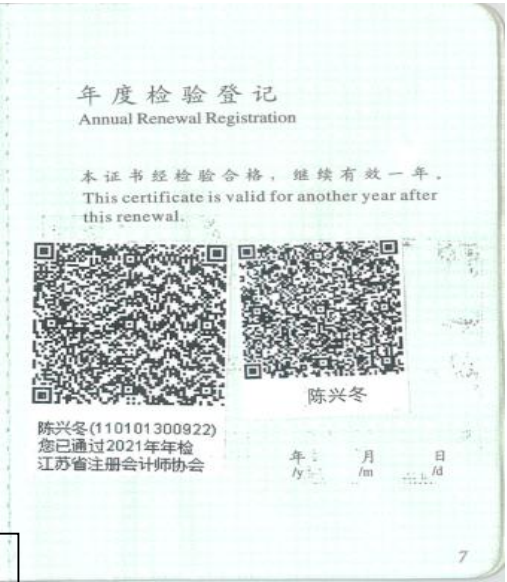 年度检验登记
Annual Renewal Registration
本证书经检验合格，继续有效一年。
This certificate is valid for another year after
this renewal.
陈兴冬
陈兴冬(110101300922)
您已通过2021年年检
江苏省注册会计师协会
年 月 日
/y /m /d
7